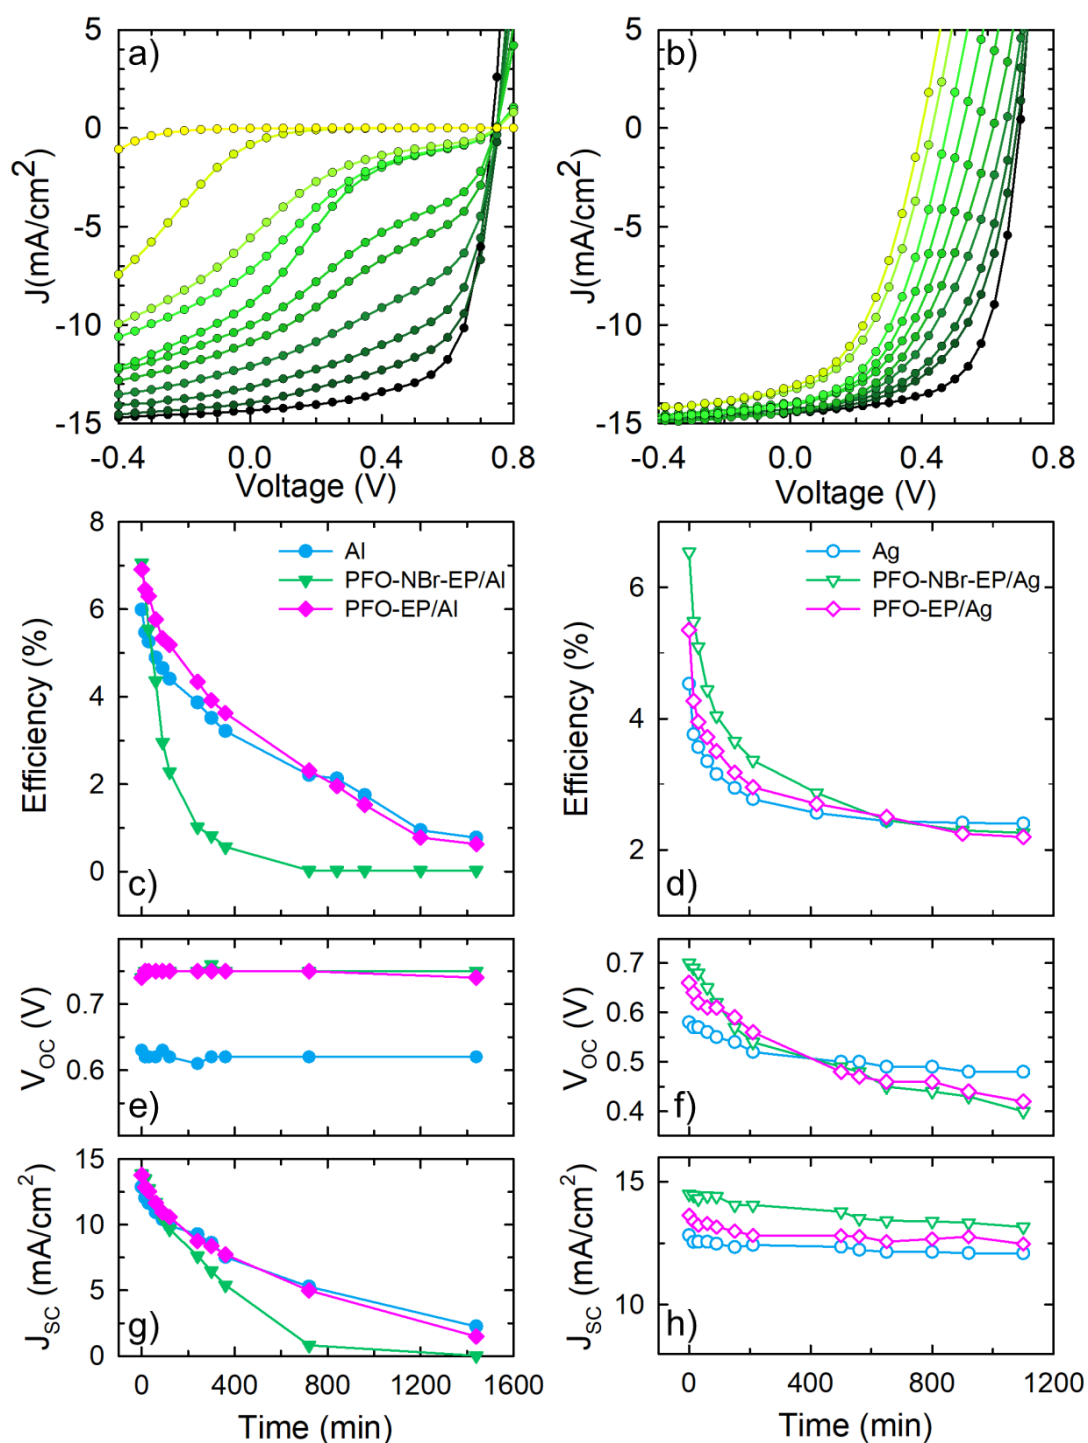 a)
5
0
-5
-10
-15
J(mA/cm2)
-0.4
0.0
0.4
0.8
Voltage (V)
b)
5
0
-5
-10
-15
J(mA/cm2)
-0.4
0.0
0.4
0.8
Voltage (V)
8
6
4
2
0
Efficiency (%)
Al
PFO-NBr-EP/Al
PFO-EP/Al
c)
6
4
2
Efficiency (%)
Ag
PFO-NBr-EP/Ag
PFO-EP/Ag
d)
0.7
0.6
VOC (V)
e)
0.7
0.6
0.5
0.4
VOC (V)
f)
15
10
5
0
JSC (mA/cm2)
g)
0
400
800
1200
1600
Time (min)
15
10
JSC (mA/cm2)
h)
0
400
800
1200
Time (min)